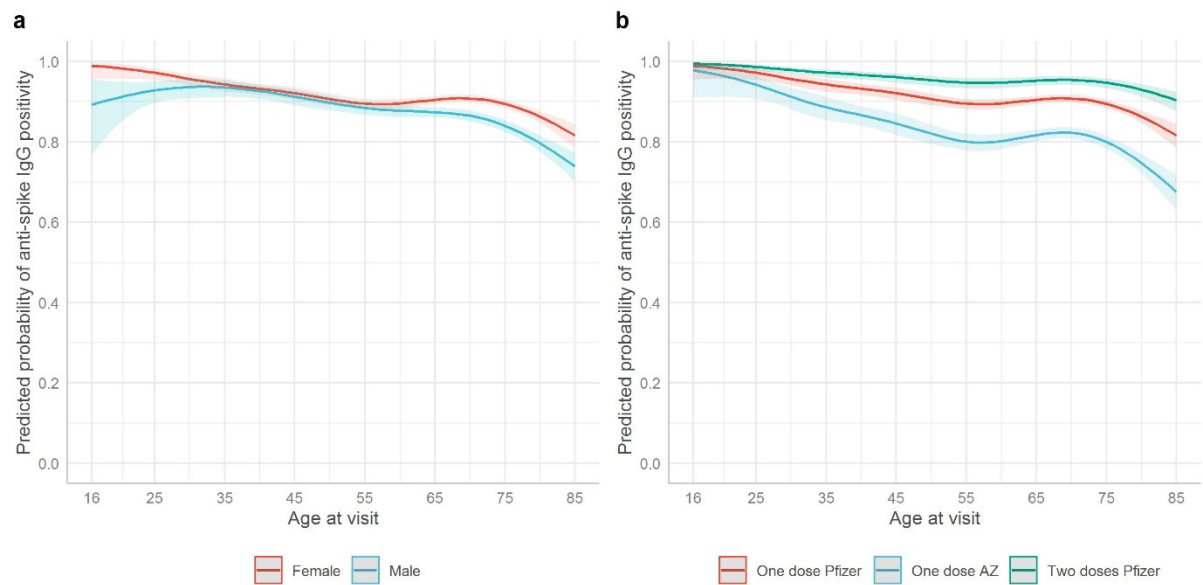 a
Predicted probability of anti-spike IgG positivity
1.0
0.8
0.6
0.4
0.2
0.0
16 25 35 45 55 65 75 85
Age at visit
Female Male
b
Predicted probability of anti-spike IgG positivity
1.0
0.8
0.6
0.4
0.2
0.0
16 25 35 45 55 65 75 85
Age at visit
One dose Pfizer One dose AZ Two doses Pfizer